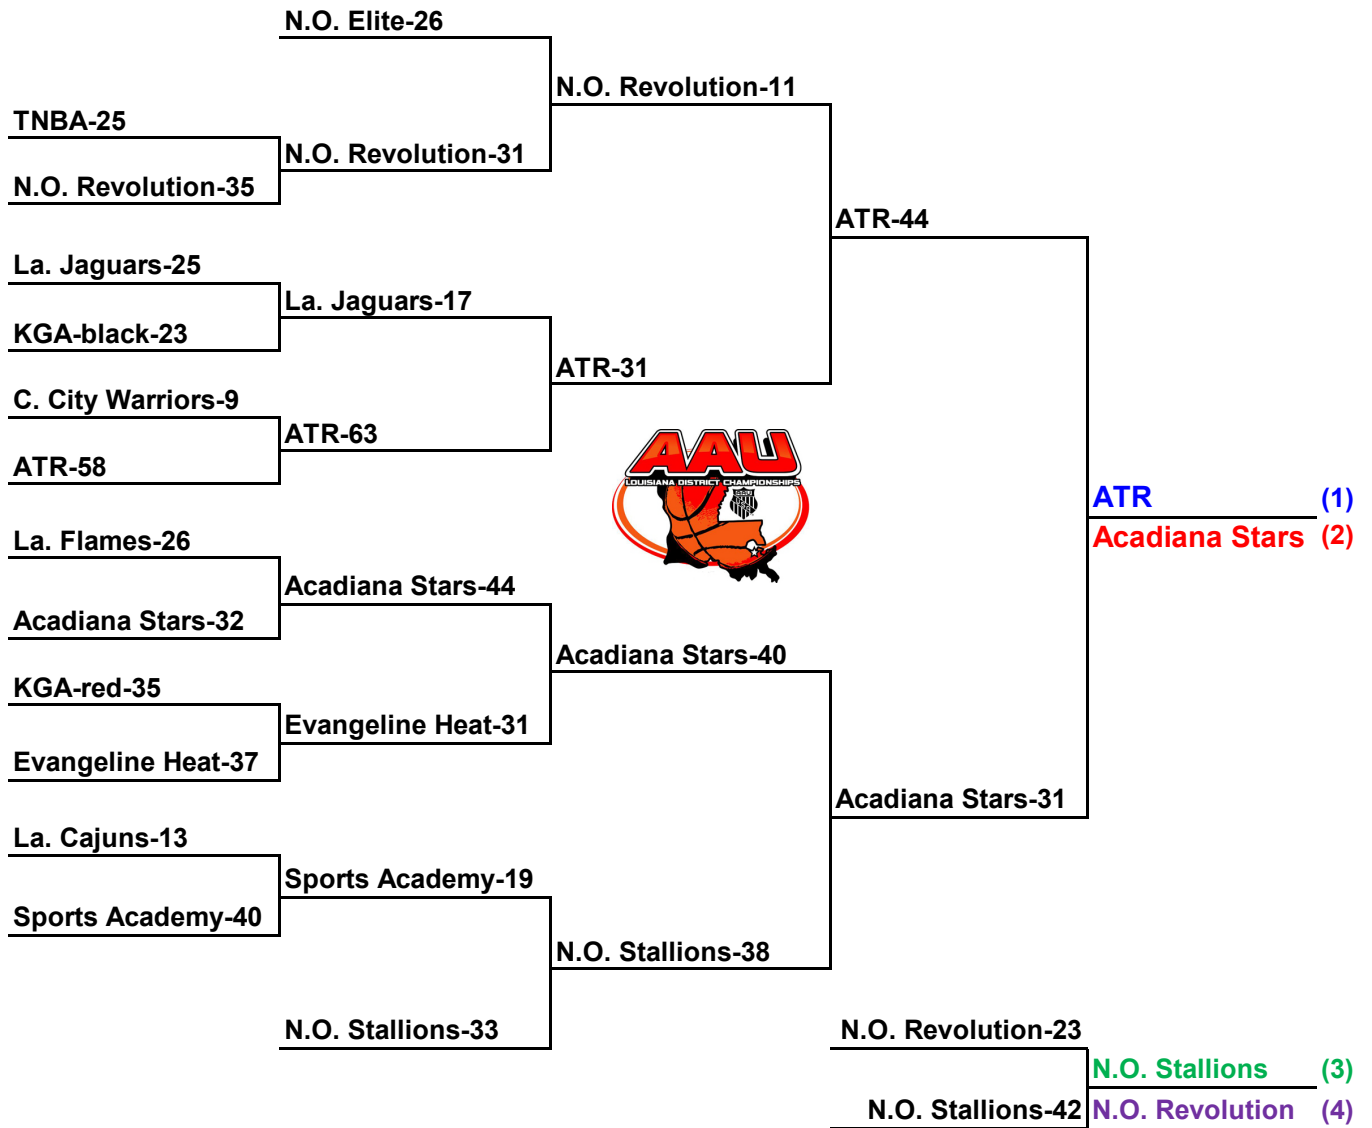 N.O. Elite-26
N.O. Revolution-11
TNBA-25
N.O. Revolution-31
N.O. Revolution-35
ATR-44
La. Jaguars-25
La. Jaguars-17
KGA-black-23
ATR-31
C. City Warriors-9
ATR-63
ATR-58
AAU
LOUISIANA DISTRICT CHAMPIONSHIPS
ATR (1)
Acadiana Stars (2)
La. Flames-26
Acadiana Stars-44
Acadiana Stars-32
Acadiana Stars-40
KGA-red-35
Evangeline Heat-31
Evangeline Heat-37
Acadiana Stars-31
La. Cajuns-13
Sports Academy-19
Sports Academy-40
N.O. Stallions-38
N.O. Stallions-33
N.O. Revolution-23
N.O. Stallions (3)
N.O. Stallions-42
N.O. Revolution (4)